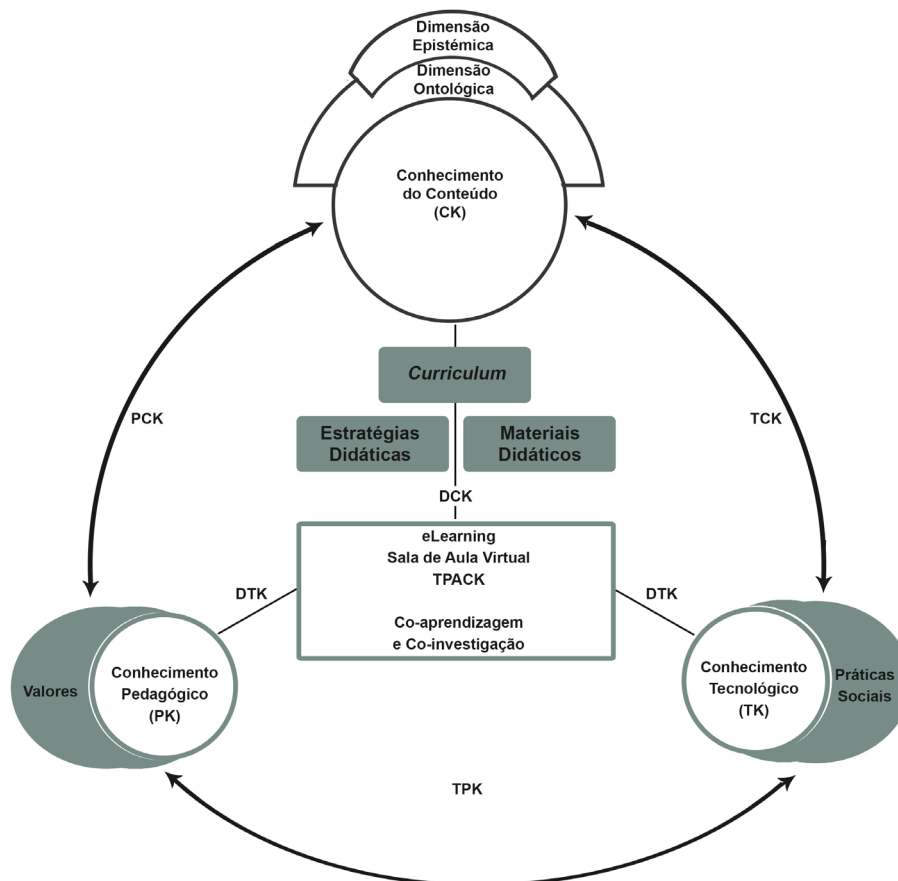 Dimensão
Epistémica
Dimensão
Ontológica
Conhecimento
do Conteúdo
(CK)
Curriculum
PCK
TCK
Estratégias
Didáticas
Materiais
Didáticos
DCK
eLearning
Sala de Aula Virtual
TPACK
Co-aprendizagem
e Co-investigação
DTK
DTK
Valores
Conhecimento
Pedagógico
(PK)
Conhecimento
Tecnológico
(TK)
Práticas
Sociais
TPK